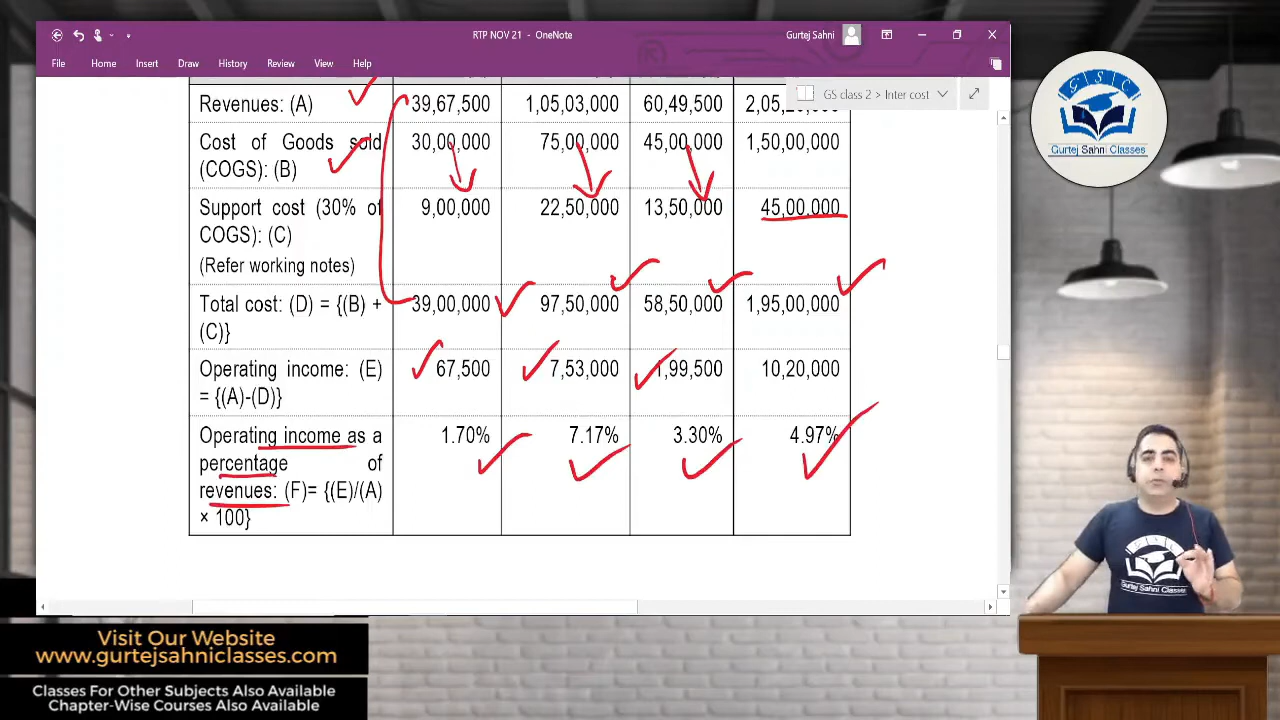 RTP NOV 21 - OneNote
Gurtej Sahni
File Home Insert Draw History Review View Help
GS class 2 > Inter cost
Revenues: (A) 39,67,500 1,05,03,000 60,49,500
Cost of Goods sold 30,00,000 75,00,000 45,00,000 1,50,00,000
(COGS): (B)
Support cost (30% of 9,00,000 22,50,000 13,50,000 45,00,000
COGS): (C)
(Refer working notes)
Total cost: (D) = {(B) + 39,00,000 97,50,000 58,50,000 1,95,00,000
(C)}
Operating income: (E) 67,500 7,53,000 1,99,500 10,20,000
= {(A)-(D)}
Operating income as a 1.70% 7.17% 3.30% 4.97%
percentage of
revenues: (F)= {(E)/(A)
× 100}
GSC
Gurtej Sahni Classes
GSC
Gurtej Sahni Classes
Visit Our Website
www.gurtejsahniclasses.com
Classes For Other Subjects Also Available
Chapter-Wise Courses Also Available